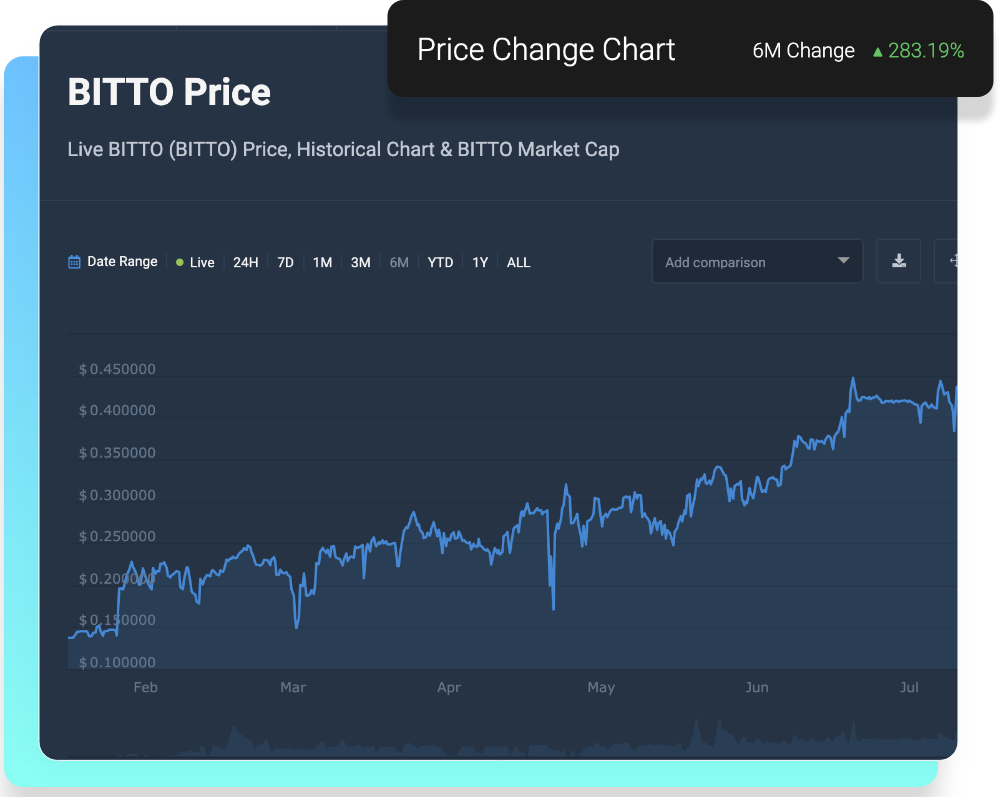 Price Change Chart 6M Change ▲ 283.19%
BITTO Price
Live BITTO (BITTO) Price, Historical Chart & BITTO Market Cap
Date Range Live 24H 7D 1M 3M 6M YTD 1Y ALL Add comparison
$0.450000
$0.400000
$0.350000
$0.300000
$0.250000
$0.200000
$0.150000
$0.100000
Feb Mar Apr May Jun Jul